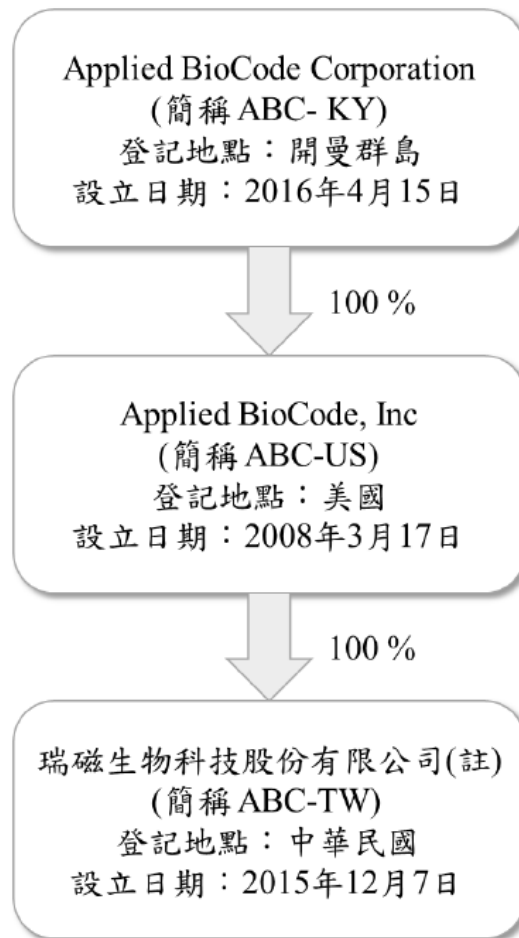 Applied BioCode Corporation
(簡稱 ABC- KY)
登記地點：開曼群島
設立日期：2016年4月15日
100 %
Applied BioCode, Inc
(簡稱 ABC-US)
登記地點：美國
設立日期：2008年3月17日
100 %
瑞磁生物科技股份有限公司(註)
(簡稱 ABC-TW)
登記地點：中華民國
設立日期：2015年12月7日